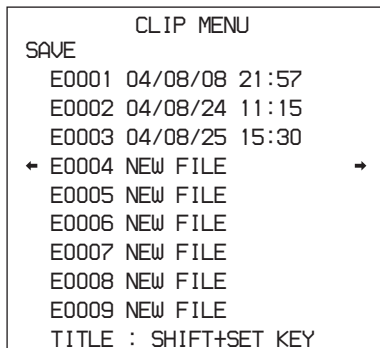 CLIP MENU
SAVE
E0001 04/08/08 21:57
E0002 04/08/24 11:15
E0003 04/08/25 15:30
← E0004 NEW FILE →
E0005 NEW FILE
E0006 NEW FILE
E0007 NEW FILE
E0008 NEW FILE
E0009 NEW FILE
TITLE : SHIFT+SET KEY